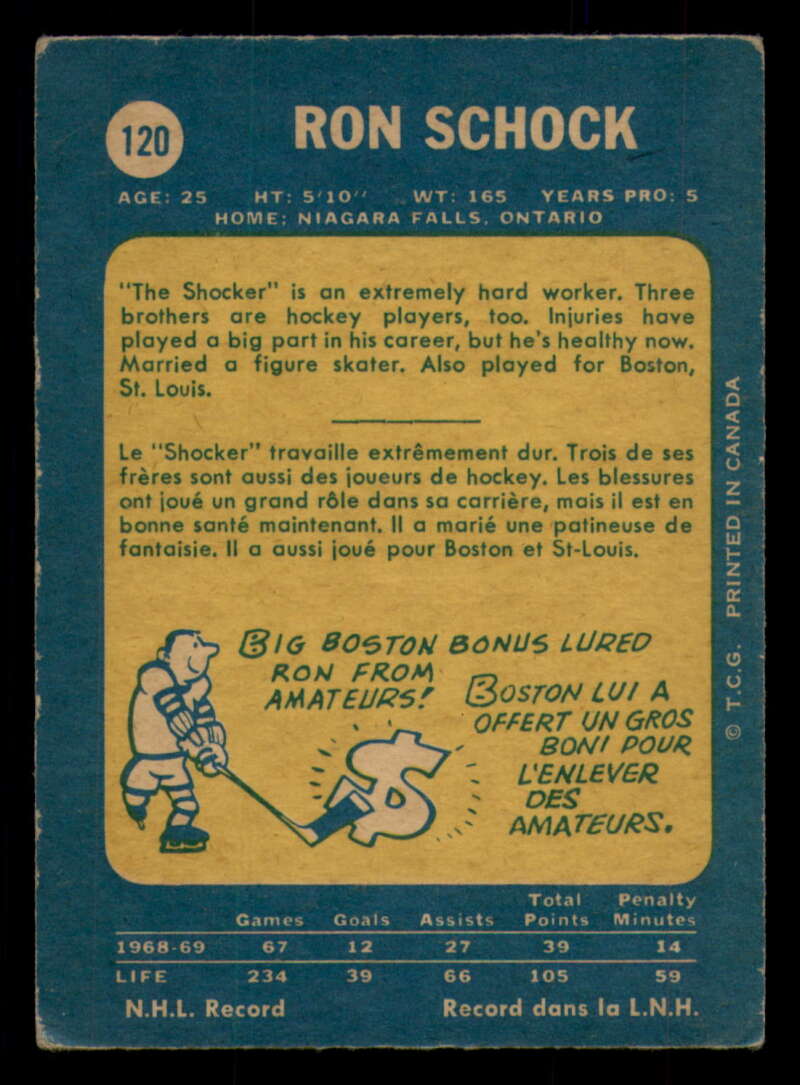 120
RON SCHOCK
AGE: 25 HT: 5'10" WT: 165 YEARS PRO: 5
HOME: NIAGARA FALLS, ONTARIO
"The Shocker" is an extremely hard worker. Three
brothers are hockey players, too. Injuries have
played a big part in his career, but he's healthy now.
Married a figure skater. Also played for Boston,
St. Louis.
Le "Shocker" travaille extrêmement dur. Trois de ses
frères sont aussi des joueurs de hockey. Les blessures
ont joué un grand rôle dans sa carrière, mais il est en
bonne santé maintenant. Il a marié une patineuse de
fantaisie. Il a aussi joué pour Boston et St-Louis.
BIG BOSTON BONUS LURED
RON FROM
AMATEURS!
BOSTON LUI A
OFFERT UN GROS
BONI POUR
L'ENLEVER
DES
AMATEURS.
$
© T.C.G. PRINTED IN CANADA
Games Goals Assists Total Points Penalty Minutes
1968-69 67 12 27 39 14
LIFE 234 39 66 105 59
N.H.L. Record Record dans la L.N.H.